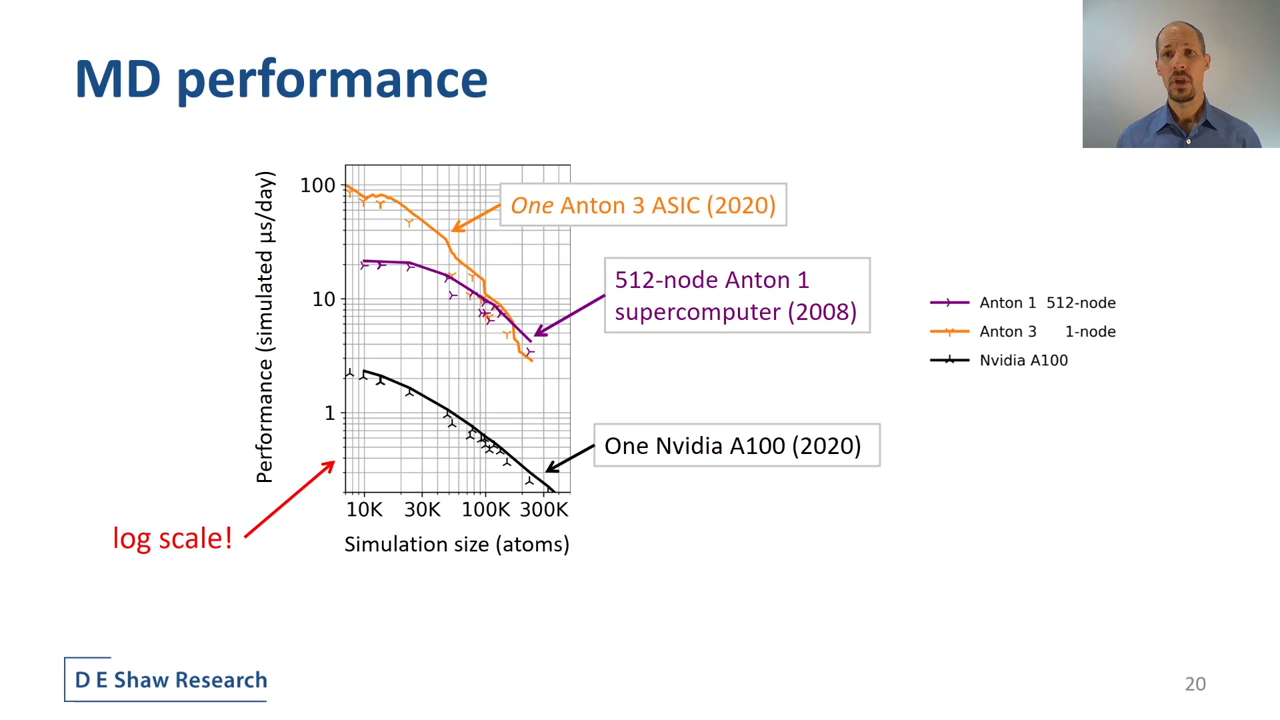 MD performance
Performance (simulated µs/day)
100
10
1
10K 30K 100K 300K
Simulation size (atoms)
log scale!
One Anton 3 ASIC (2020)
512-node Anton 1
supercomputer (2008)
One Nvidia A100 (2020)
Anton 1 512-node
Anton 3 1-node
Nvidia A100
D E Shaw Research
20